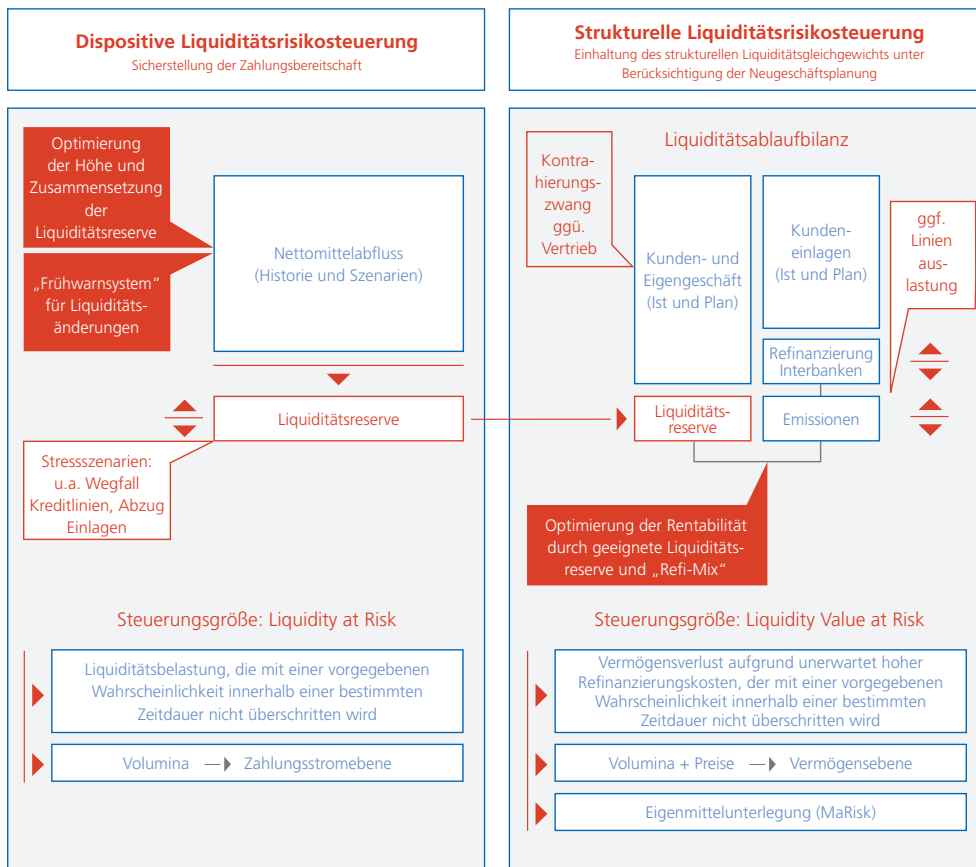 Dispositive Liquiditätsrisikosteuerung
Sicherstellung der Zahlungsbereitschaft
Optimierung
der Höhe und
Zusammensetzung
der
Liquiditätsreserve
„Frühwarnsystem“
für Liquiditäts-
änderungen
Nettomittelabfluss
(Historie und Szenarien)
Liquiditätsreserve
Stressszenarien:
u.a. Wegfall
Kreditlinien, Abzug
Einlagen
Steuerungsgröße: Liquidity at Risk
Liquiditätsbelastung, die mit einer vorgegebenen
Wahrscheinlichkeit innerhalb einer bestimmten
Zeitdauer nicht überschritten wird
Volumina Zahlungsstromebene
Strukturelle Liquiditätsrisikosteuerung
Einhaltung des strukturellen Liquiditätsgleichgewichts unter
Berücksichtigung der Neugeschäftsplanung
Liquiditätsablaufbilanz
Kontra-
hierungs-
zwang
ggü.
Vertrieb
Kunden- und
Eigengeschäft
(Ist und Plan)
Kunden-
einlagen
(Ist und Plan)
ggf.
Linien
aus-
lastung
Refinanzierung
Interbanken
Liquiditäts-
reserve
Emissionen
Optimierung der Rentabilität
durch geeignete Liquiditäts-
reserve und „Refi-Mix“
Steuerungsgröße: Liquidity Value at Risk
Vermögensverlust aufgrund unerwartet hoher
Refinanzierungskosten, der mit einer vorgegebenen
Wahrscheinlichkeit innerhalb einer bestimmten
Zeitdauer nicht überschritten wird
Volumina + Preise Vermögensebene
Eigenmittelunterlegung (MaRisk)